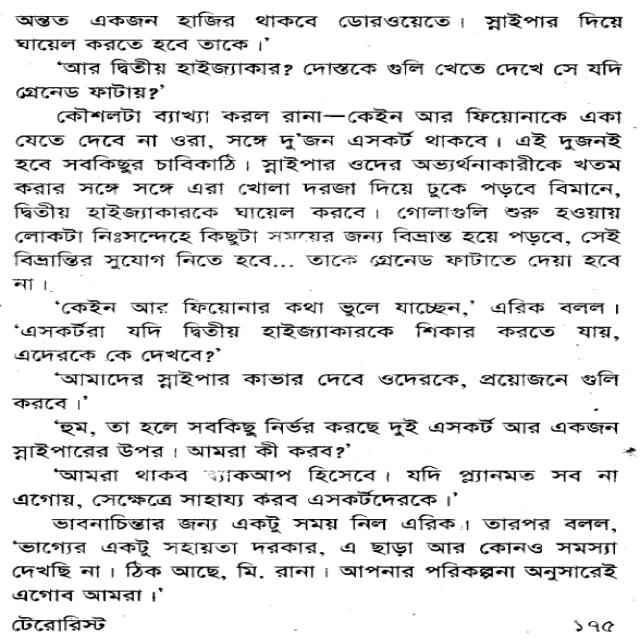 অন্তত একজন হাজির থাকবে ডোরওয়েতে। স্নাইপার দিয়ে
ঘায়েল করতে হবে তাকে।’
‘আর দ্বিতীয় হাইজ্যাকার? দোস্তকে গুলি খেতে দেখে সে যদি
গ্রেনেড ফাটায়?’
কৌশলটা ব্যাখ্যা করল রানা—কেইন আর ফিয়োনাকে একা
যেতে দেবে না ওরা, সঙ্গে দু’জন এসকর্ট থাকবে। এই দুজনই
হবে সবকিছুর চাবিকাঠি। স্নাইপার ওদের অভ্যর্থনাকারীকে খতম
করার সঙ্গে সঙ্গে এরা খোলা দরজা দিয়ে ঢুকে পড়বে বিমানে,
দ্বিতীয় হাইজ্যাকারকে ঘায়েল করবে। গোলাগুলি শুরু হওয়ায়
লোকটা নিঃসন্দেহে কিছুটা সময়ের জন্য বিভ্রান্ত হয়ে পড়বে, সেই
বিভ্রান্তির সুযোগ নিতে হবে... তাকে গ্রেনেড ফাটাতে দেয়া হবে
না।
‘কেইন আর ফিয়োনার কথা ভুলে যাচ্ছেন,’ এরিক বলল।
‘এসকর্টরা যদি দ্বিতীয় হাইজ্যাকারকে শিকার করতে যায়,
এদেরকে কে দেখবে?’
‘আমাদের স্নাইপার কাভার দেবে ওদেরকে, প্রয়োজনে গুলি
করবে।’
‘হুম, তা হলে সবকিছু নির্ভর করছে দুই এসকর্ট আর একজন
স্নাইপারের উপর। আমরা কী করব?’
‘আমরা থাকব ব্যাকআপ হিসেবে। যদি প্ল্যানমত সব না
এগোয়, সেক্ষেত্রে সাহায্য করব এসকর্টদেরকে।’
ভাবনাচিন্তার জন্য একটু সময় নিল এরিক। তারপর বলল,
‘ভাগ্যের একটু সহায়তা দরকার, এ ছাড়া আর কোনও সমস্যা
দেখছি না। ঠিক আছে, মি. রানা। আপনার পরিকল্পনা অনুসারেই
এগোব আমরা।’
টেরোরিস্ট ১৭৫